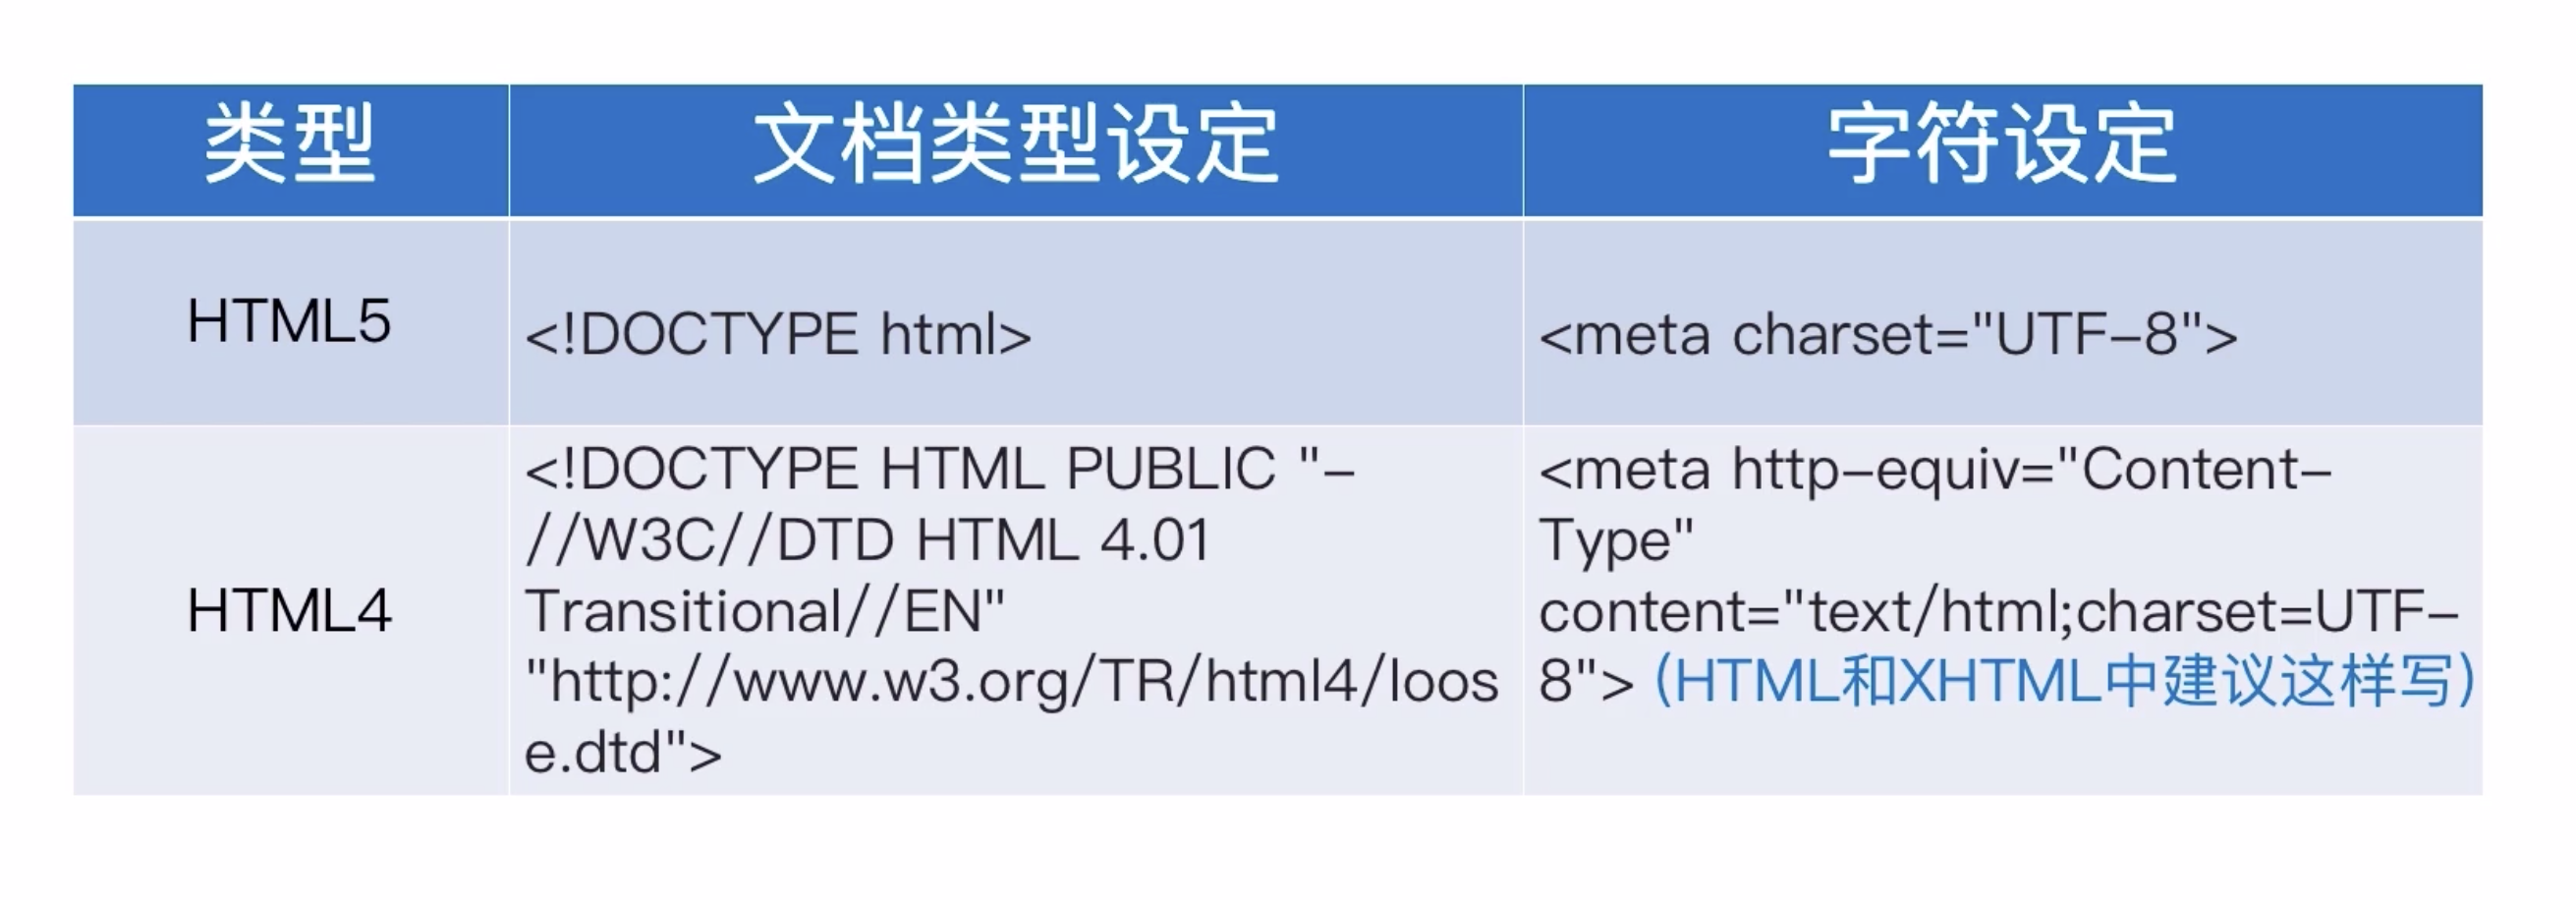 类型
文档类型设定
字符设定
HTML5
<!DOCTYPE html>
<meta charset="UTF-8">
HTML4
<!DOCTYPE HTML PUBLIC "-
//W3C//DTD HTML 4.01
Transitional//EN"
"http://www.w3.org/TR/html4/loos
e.dtd">
<meta http-equiv="Content-
Type"
content="text/html;charset=UTF-
8"> (HTML和XHTML中建议这样写)